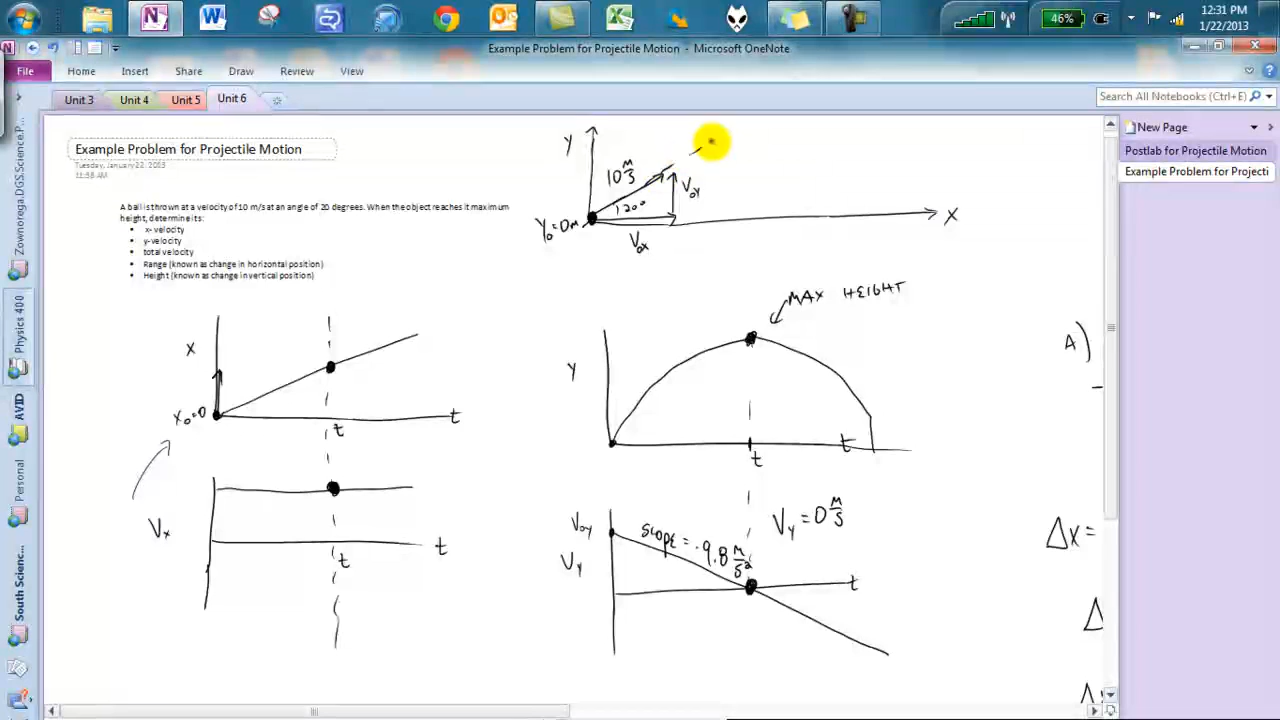 46%
12:31 PM
1/22/2013
Example Problem for Projectile Motion - Microsoft OneNote
File Home Insert Share Draw Review View
Unit 3 Unit 4 Unit 5 Unit 6
Search All Notebooks (Ctrl+E)
New Page
Postlab for Projectile Motion
Example Problem for Projecti
Zownorega.DGSScience.P...
Physics 400
AVID
Personal
South Scienc...
Example Problem for Projectile Motion
Tuesday, January 22, 2013
11:58 AM
A ball is thrown at a velocity of 10 m/s at an angle of 20 degrees. When the object reaches it maximum
height, determine its:
• x- velocity
• y-velocity
• total velocity
• Range (known as change in horizontal position)
• Height (known as change in vertical position)
Y
10 M/S
20°
Voy
Y₀=0m
Vox
X
MAX HEIGHT
X
X₀=0
t
t
Y
t
t
A)
Vx
t
t
Voy
Vy
SLOPE = -9.8 M/S²
Vy = 0 M/S
t
ΔX=
Δ